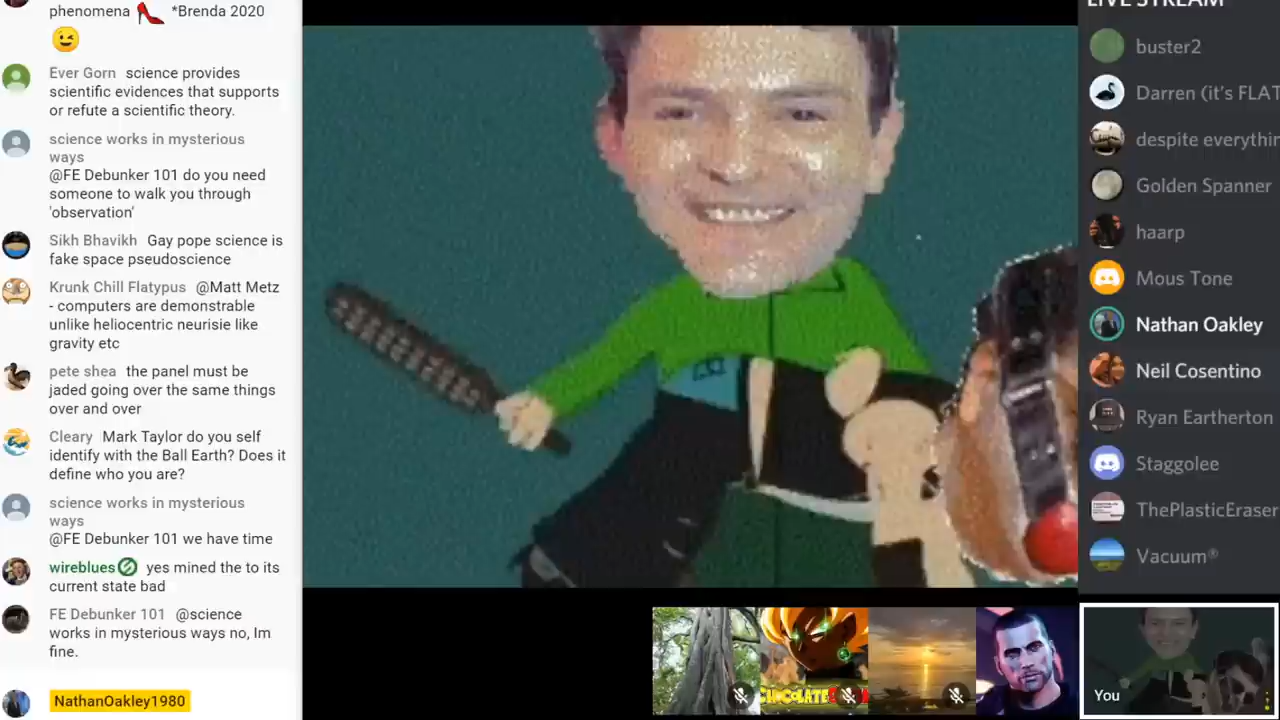 phenomena 👠 *Brenda 2020
😉
Ever Gorn science provides
scientific evidences that supports
or refute a scientific theory.
science works in mysterious
ways
@FE Debunker 101 do you need
someone to walk you through
'observation'
Sikh Bhavikh Gay pope science is
fake space pseudoscience
Krunk Chill Flatypus @Matt Metz
- computers are demonstrable
unlike heliocentric neurisie like
gravity etc
pete shea the panel must be
jaded going over the same things
over and over
Cleary Mark Taylor do you self
identify with the Ball Earth? Does it
define who you are?
science works in mysterious
ways
@FE Debunker 101 we have time
wireblues yes mined the to its
current state bad
FE Debunker 101 @science
works in mysterious ways no, Im
fine.
NathanOakley1980
LIVE STREAM
buster2
Darren (it's FLAT
despite everythin
Golden Spanner
haarp
Mous Tone
Nathan Oakley
Neil Cosentino
Ryan Eartherton
Staggolee
ThePlasticEraser
Vacuum®
You